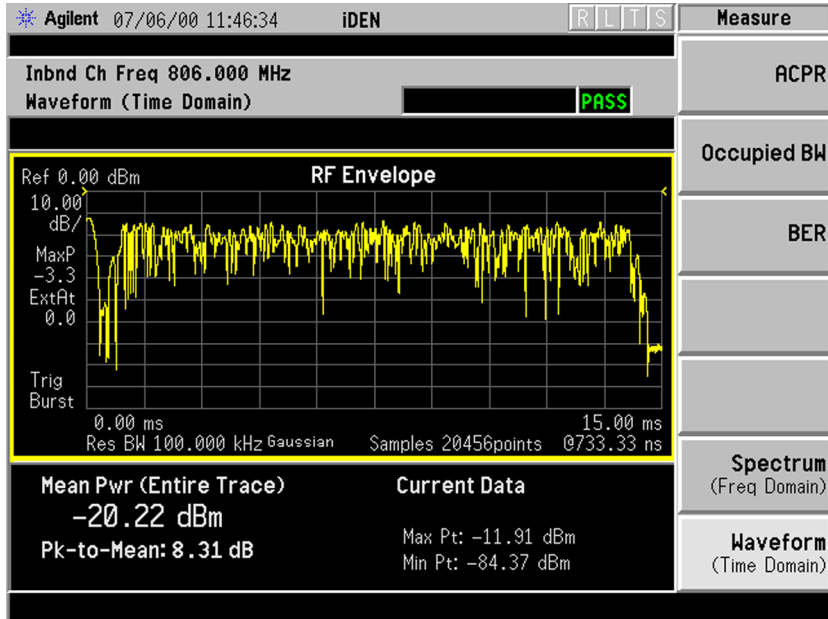 Agilent 07/06/00 11:46:34 iDEN R L T S Measure
Inbnd Ch Freq 806.000 MHz
Waveform (Time Domain) PASS
ACPR
Occupied BW
BER
Ref 0.00 dBm RF Envelope
10.00
dB/
MaxP
-3.3
ExtAt
0.0
Trig
Burst
0.00 ms 15.00 ms
Res BW 100.000 kHz Gaussian Samples 20456points @733.33 ns
Mean Pwr (Entire Trace) Current Data
-20.22 dBm
Pk-to-Mean: 8.31 dB
Max Pt: -11.91 dBm
Min Pt: -84.37 dBm
Spectrum
(Freq Domain)
Waveform
(Time Domain)